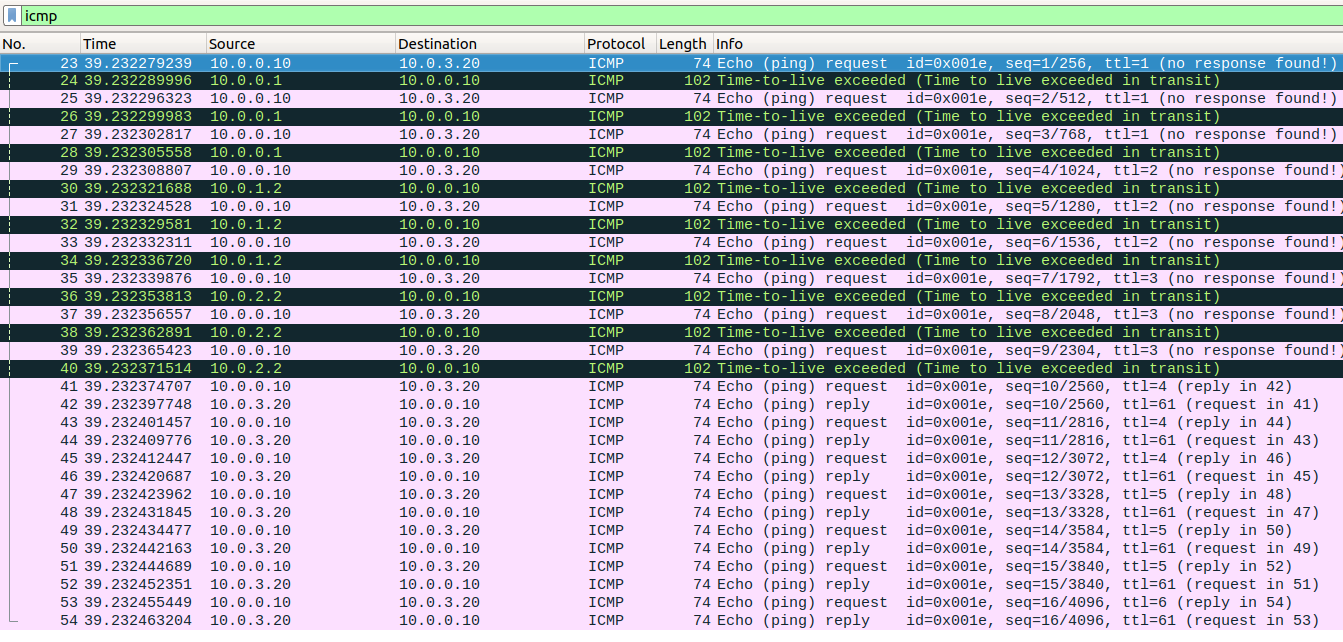 icmp
No. Time Source Destination Protocol Length Info
23 39.232279239 10.0.0.10 10.0.3.20 ICMP 74 Echo (ping) request id=0x001e, seq=1/256, ttl=1 (no response found!)
24 39.232289996 10.0.0.1 10.0.0.10 ICMP 102 Time-to-live exceeded (Time to live exceeded in transit)
25 39.232296323 10.0.0.10 10.0.3.20 ICMP 74 Echo (ping) request id=0x001e, seq=2/512, ttl=1 (no response found!)
26 39.232299983 10.0.0.1 10.0.0.10 ICMP 102 Time-to-live exceeded (Time to live exceeded in transit)
27 39.232302817 10.0.0.10 10.0.3.20 ICMP 74 Echo (ping) request id=0x001e, seq=3/768, ttl=1 (no response found!)
28 39.232305558 10.0.0.1 10.0.0.10 ICMP 102 Time-to-live exceeded (Time to live exceeded in transit)
29 39.232308807 10.0.0.10 10.0.3.20 ICMP 74 Echo (ping) request id=0x001e, seq=4/1024, ttl=2 (no response found!)
30 39.232321688 10.0.1.2 10.0.0.10 ICMP 102 Time-to-live exceeded (Time to live exceeded in transit)
31 39.232324528 10.0.0.10 10.0.3.20 ICMP 74 Echo (ping) request id=0x001e, seq=5/1280, ttl=2 (no response found!)
32 39.232329581 10.0.1.2 10.0.0.10 ICMP 102 Time-to-live exceeded (Time to live exceeded in transit)
33 39.232332311 10.0.0.10 10.0.3.20 ICMP 74 Echo (ping) request id=0x001e, seq=6/1536, ttl=2 (no response found!)
34 39.232336720 10.0.1.2 10.0.0.10 ICMP 102 Time-to-live exceeded (Time to live exceeded in transit)
35 39.232339876 10.0.0.10 10.0.3.20 ICMP 74 Echo (ping) request id=0x001e, seq=7/1792, ttl=3 (no response found!)
36 39.232353813 10.0.2.2 10.0.0.10 ICMP 102 Time-to-live exceeded (Time to live exceeded in transit)
37 39.232356557 10.0.0.10 10.0.3.20 ICMP 74 Echo (ping) request id=0x001e, seq=8/2048, ttl=3 (no response found!)
38 39.232362891 10.0.2.2 10.0.0.10 ICMP 102 Time-to-live exceeded (Time to live exceeded in transit)
39 39.232365423 10.0.0.10 10.0.3.20 ICMP 74 Echo (ping) request id=0x001e, seq=9/2304, ttl=3 (no response found!)
40 39.232371514 10.0.2.2 10.0.0.10 ICMP 102 Time-to-live exceeded (Time to live exceeded in transit)
41 39.232374707 10.0.0.10 10.0.3.20 ICMP 74 Echo (ping) request id=0x001e, seq=10/2560, ttl=4 (reply in 42)
42 39.232397748 10.0.3.20 10.0.0.10 ICMP 74 Echo (ping) reply id=0x001e, seq=10/2560, ttl=61 (request in 41)
43 39.232401457 10.0.0.10 10.0.3.20 ICMP 74 Echo (ping) request id=0x001e, seq=11/2816, ttl=4 (reply in 44)
44 39.232409776 10.0.3.20 10.0.0.10 ICMP 74 Echo (ping) reply id=0x001e, seq=11/2816, ttl=61 (request in 43)
45 39.232412447 10.0.0.10 10.0.3.20 ICMP 74 Echo (ping) request id=0x001e, seq=12/3072, ttl=4 (reply in 46)
46 39.232420687 10.0.3.20 10.0.0.10 ICMP 74 Echo (ping) reply id=0x001e, seq=12/3072, ttl=61 (request in 45)
47 39.232423962 10.0.0.10 10.0.3.20 ICMP 74 Echo (ping) request id=0x001e, seq=13/3328, ttl=5 (reply in 48)
48 39.232431845 10.0.3.20 10.0.0.10 ICMP 74 Echo (ping) reply id=0x001e, seq=13/3328, ttl=61 (request in 47)
49 39.232434477 10.0.0.10 10.0.3.20 ICMP 74 Echo (ping) request id=0x001e, seq=14/3584, ttl=5 (reply in 50)
50 39.232442163 10.0.3.20 10.0.0.10 ICMP 74 Echo (ping) reply id=0x001e, seq=14/3584, ttl=61 (request in 49)
51 39.232444689 10.0.0.10 10.0.3.20 ICMP 74 Echo (ping) request id=0x001e, seq=15/3840, ttl=5 (reply in 52)
52 39.232452351 10.0.3.20 10.0.0.10 ICMP 74 Echo (ping) reply id=0x001e, seq=15/3840, ttl=61 (request in 51)
53 39.232455449 10.0.0.10 10.0.3.20 ICMP 74 Echo (ping) request id=0x001e, seq=16/4096, ttl=6 (reply in 54)
54 39.232463204 10.0.3.20 10.0.0.10 ICMP 74 Echo (ping) reply id=0x001e, seq=16/4096, ttl=61 (request in 53)